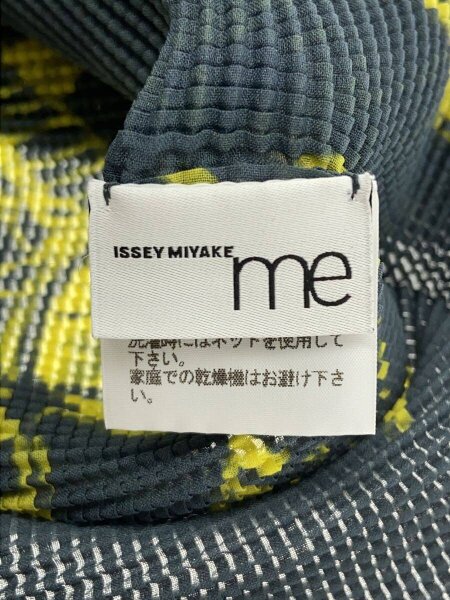 ISSEY MIYAKE me
洗濯時にはネットを使用して
下さい。
家庭での乾燥機はお避け下さ
い。